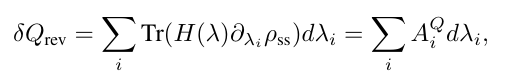 δQ_rev = ∑_i Tr(H(λ)∂_{λ_i}ρ_ss)dλ_i = ∑_i A_i^Q dλ_i,